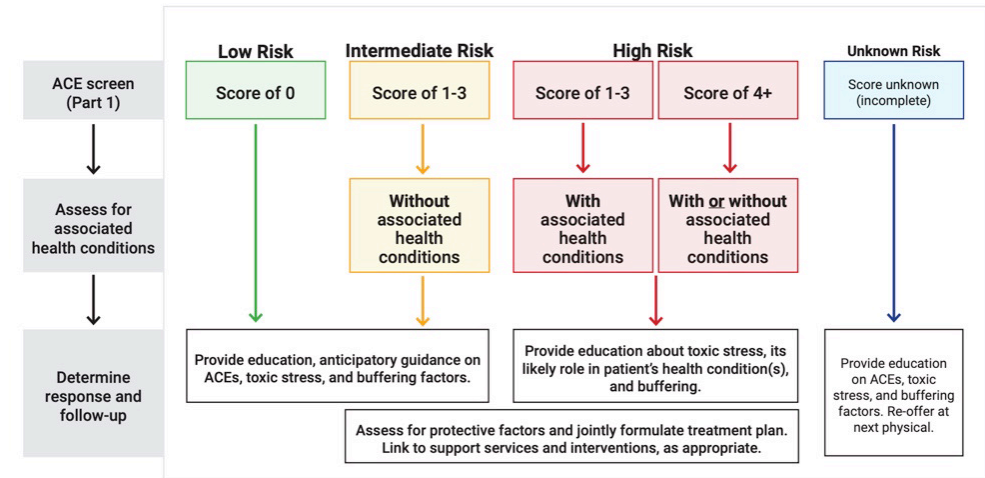 Low Risk
Intermediate Risk
High Risk
Unknown Risk
ACE screen
(Part 1)
Score of 0
Score of 1-3
Score of 1-3
Score of 4+
Score unknown
(incomplete)
Assess for
associated
health conditions
Without
associated
health
conditions
With
associated
health
conditions
With or without
associated
health
conditions
Determine
response and
follow-up
Provide education, anticipatory guidance on
ACEs, toxic stress, and buffering factors.
Provide education about toxic stress, its
likely role in patient's health condition(s),
and buffering.
Provide education
on ACEs, toxic
stress, and buffering
factors. Re-offer at
next physical.
Assess for protective factors and jointly formulate treatment plan.
Link to support services and interventions, as appropriate.